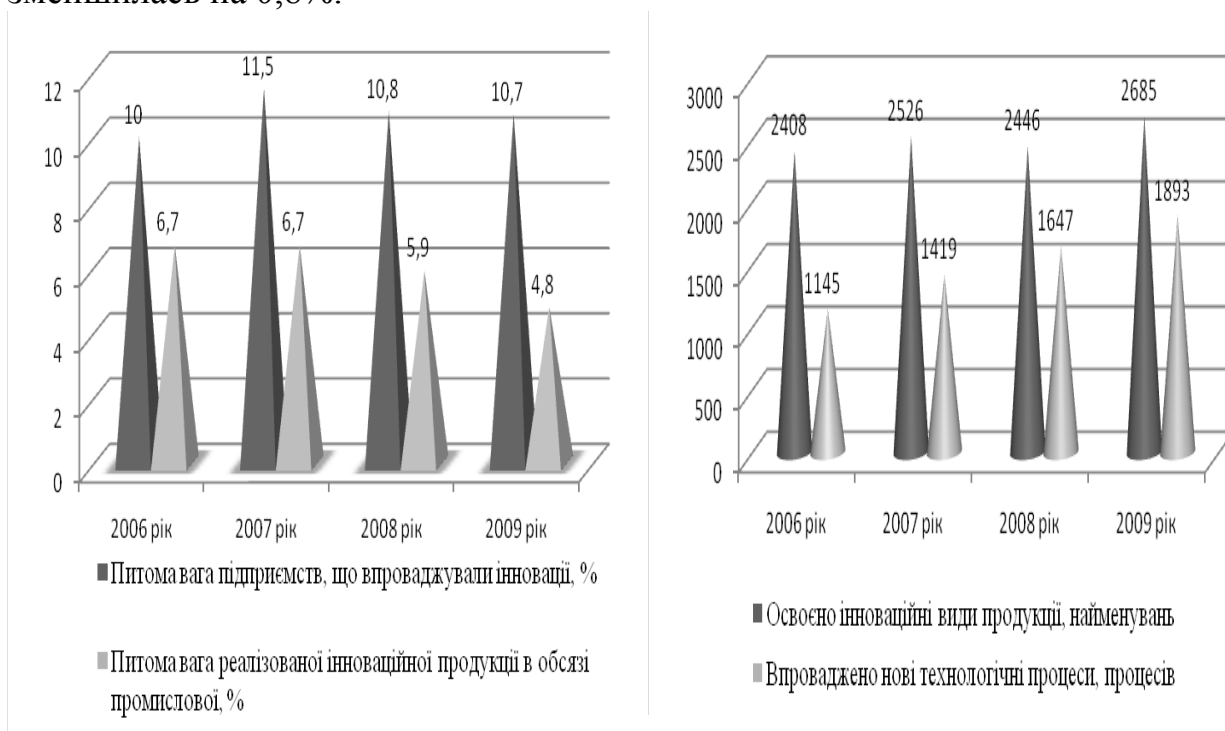 зменшилась на 0,8%.
12
10
8
6
4
2
0
10
6,7
11,5
6,7
10,8
5,9
10,7
4,8
2006 рік
2007 рік
2008 рік
2009 рік
Питома вага підприємств, що впроваджували інновації, %
Питома вага реалізованої інноваційної продукції в обсязі
промислової, %
3000
2500
2000
1500
1000
500
0
2408
1145
2526
1419
2446
1647
2685
1893
2006 рік
2007 рік
2008 рік
2009 рік
Освоєно інноваційні види продукції, найменувань
Впроваджено нові технологічні процеси, процесів